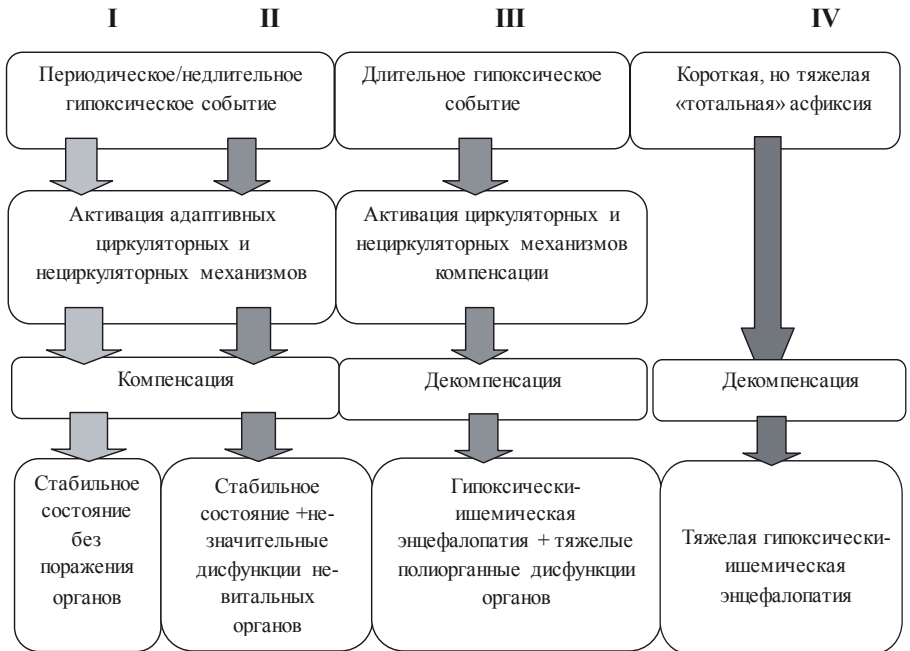 I II III IV
Периодическое/недлительное
гипоксическое событие
Длительное гипоксическое
событие
Короткая, но тяжелая
«тотальная» асфиксия
Активация адаптивных
циркуляторных и
нециркуляторных механизмов
Активация циркуляторных и
нециркуляторных механизмов
компенсации
Компенсация
Декомпенсация
Декомпенсация
Стабильное
состояние
без
поражения
органов
Стабильное
состояние +не-
значительные
дисфункции не-
витальных
органов
Гипоксически-
ишемическая
энцефалопатия + тяжелые
полиорганные дисфункции
органов
Тяжелая гипоксически-
ишемическая
энцефалопатия